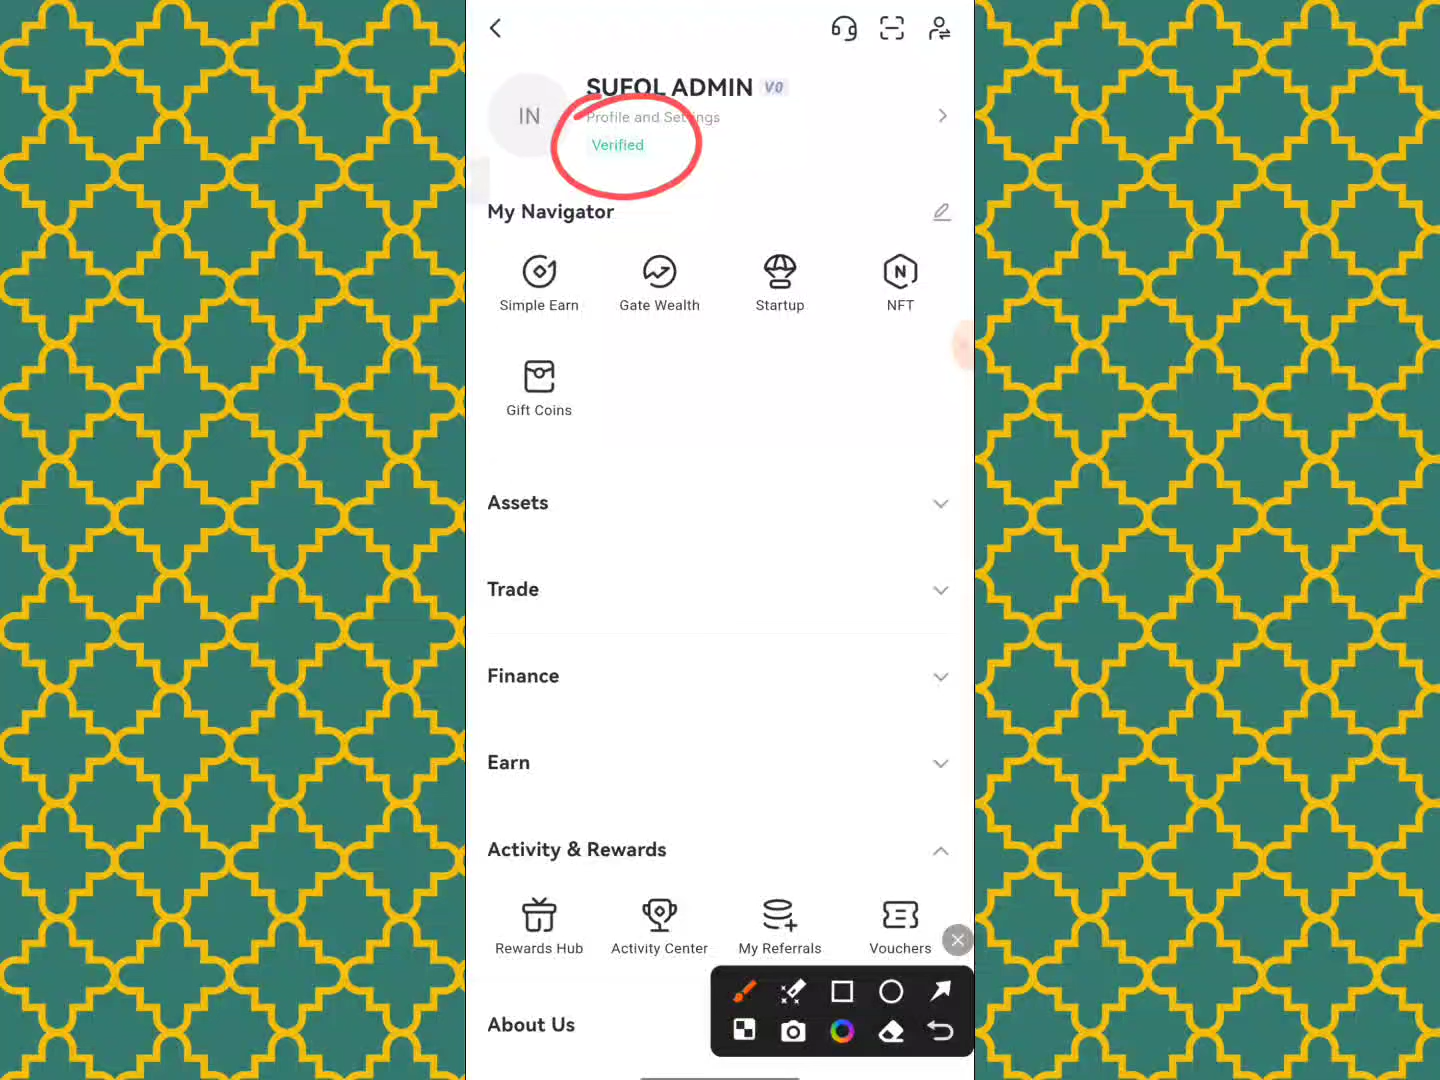 SUFOL ADMIN V0
IN
Profile and Settings
Verified
My Navigator
Simple Earn Gate Wealth Startup NFT
Gift Coins
Assets
Trade
Finance
Earn
Activity & Rewards
Rewards Hub Activity Center My Referrals Vouchers
About Us